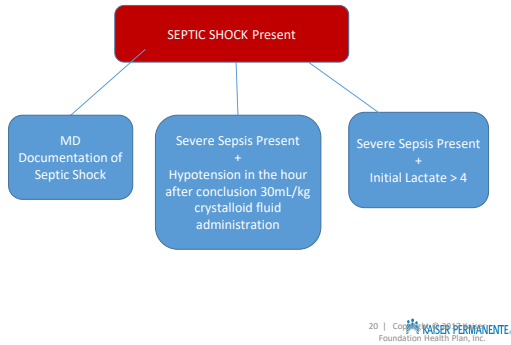 SEPTIC SHOCK Present
MD
Documentation of
Septic Shock
Severe Sepsis Present
+
Hypotension in the hour
after conclusion 30mL/kg
crystalloid fluid
administration
Severe Sepsis Present
+
Initial Lactate > 4
20 |
KAISER PERMANENTE
Foundation Health Plan, Inc.